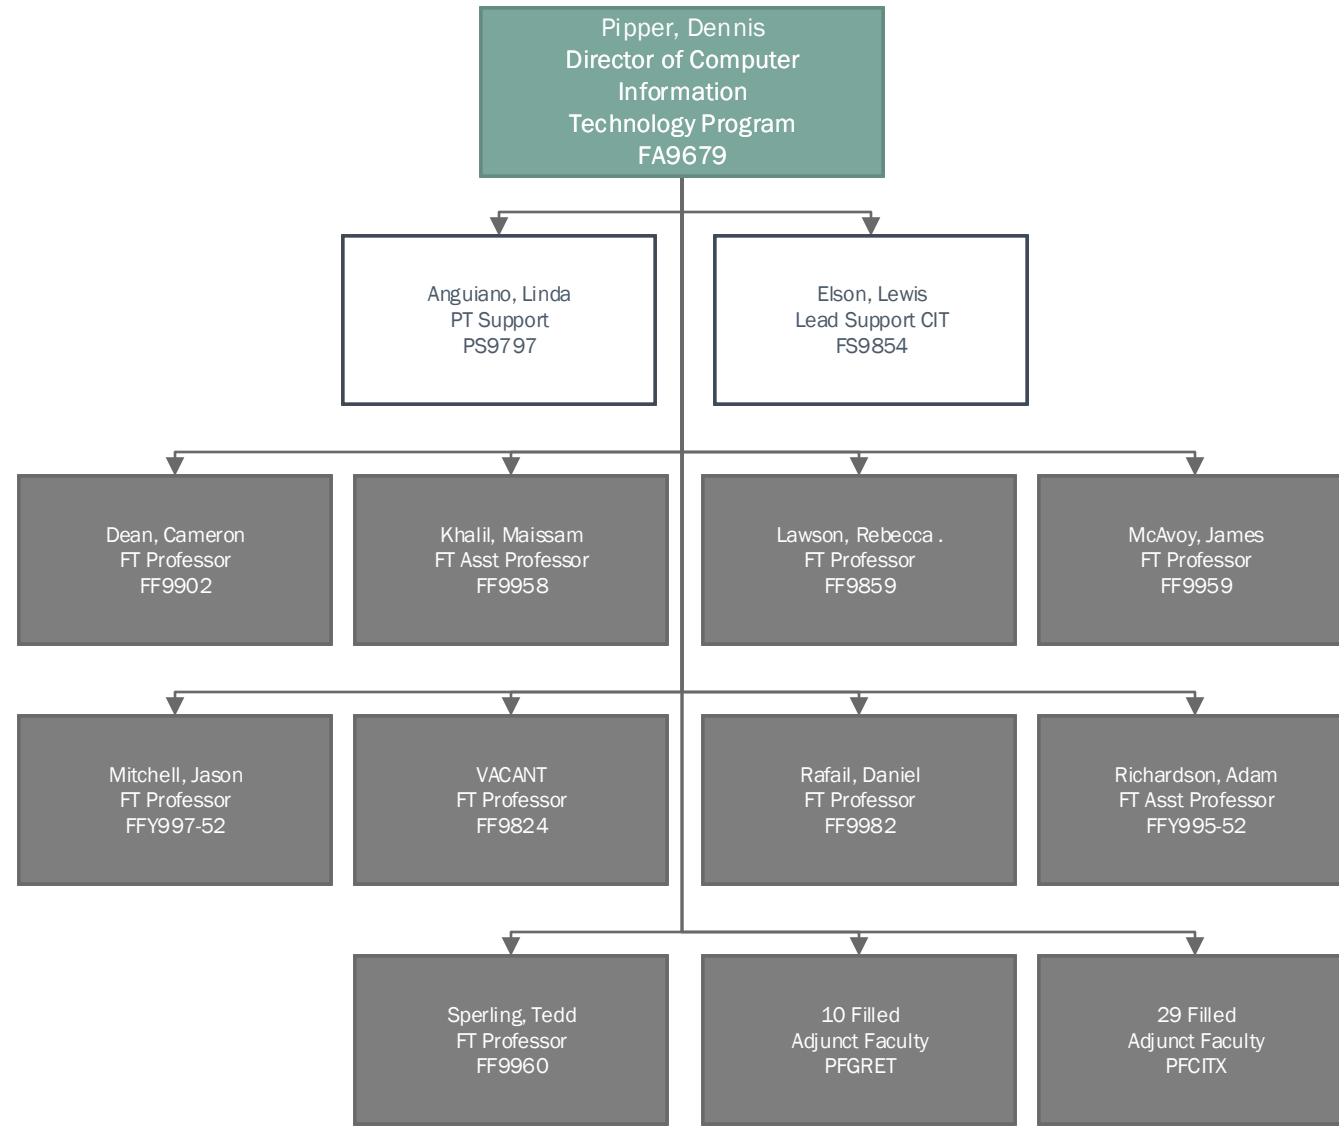 Pipper, Dennis
Director of Computer
Information
Technology Program
FA9679
Anguiano, Linda
PT Support
PS9797
Elson, Lewis
Lead Support CIT
FS9854
Dean, Cameron
FT Professor
FF9902
Khalil, Maissam
FT Asst Professor
FF9958
Lawson, Rebecca .
FT Professor
FF9859
McAvoy, James
FT Professor
FF9959
Mitchell, Jason
FT Professor
FFY997-52
VACANT
FT Professor
FF9824
Rafail, Daniel
FT Professor
FF9982
Richardson, Adam
FT Asst Professor
FFY995-52
Sperling, Tedd
FT Professor
FF9960
10 Filled
Adjunct Faculty
PFGRET
29 Filled
Adjunct Faculty
PFCITX